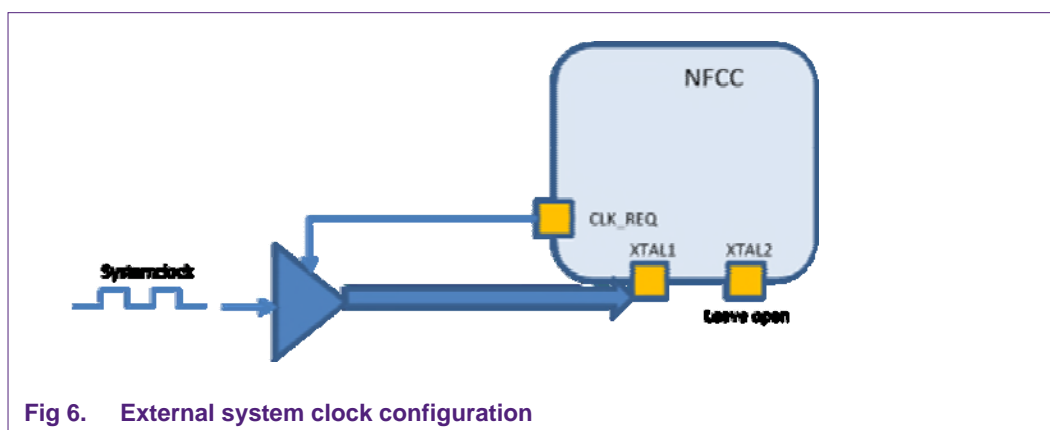 NFCC
CLK_REQ
XTAL1 XTAL2
Systemclock
Leave open
Fig 6. External system clock configuration